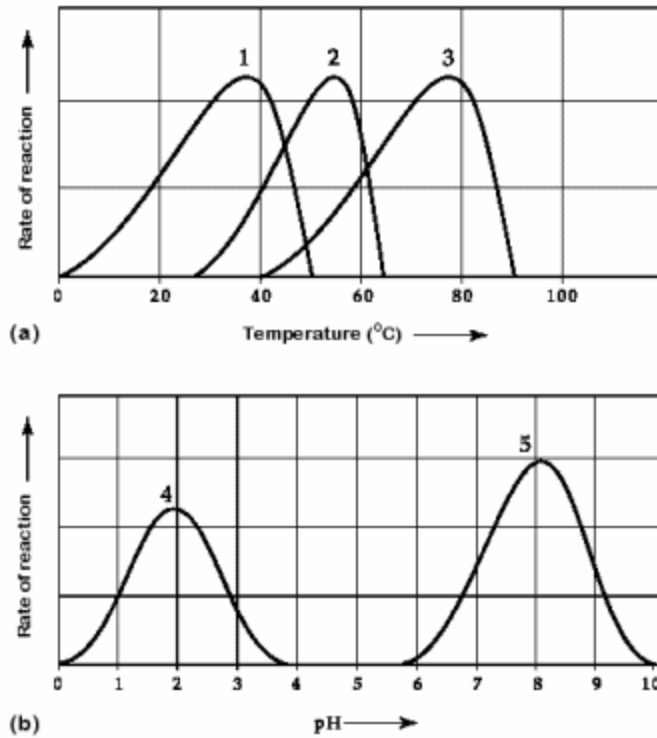 1 2 3
Rate of reaction
0 20 40 60 80 100
(a) Temperature (°C)
5
4
Rate of reaction
0 1 2 3 4 5 6 7 8 9 10
(b) pH